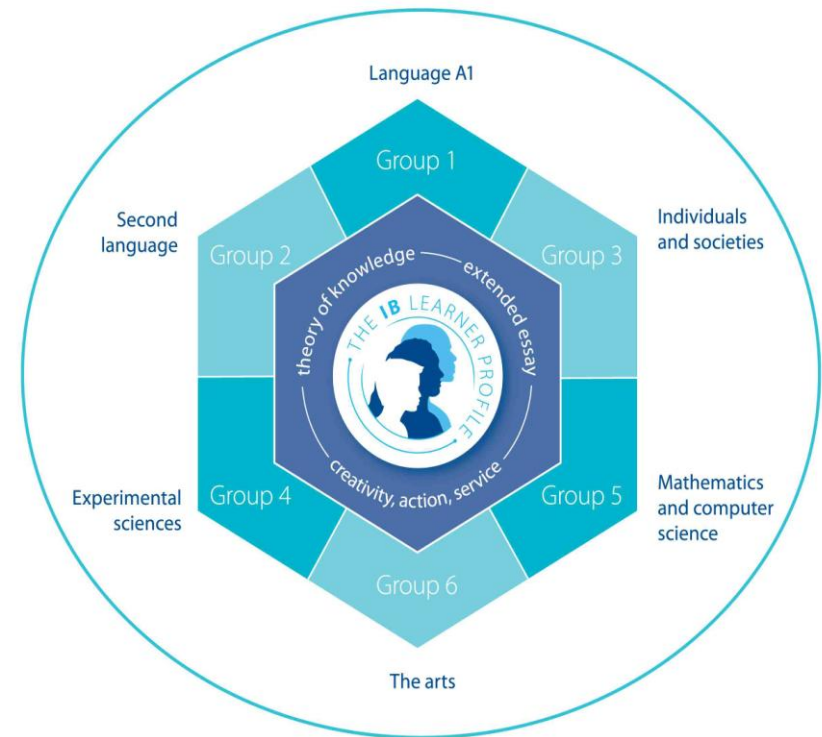 Language A1
Group 1
Second
language
Group 2
Group 3
Individuals
and societies
theory of knowledge
extended essay
THE IB LEARNER PROFILE
creativity, action, service
Experimental
sciences
Group 4
Group 5
Mathematics
and computer
science
Group 6
The arts